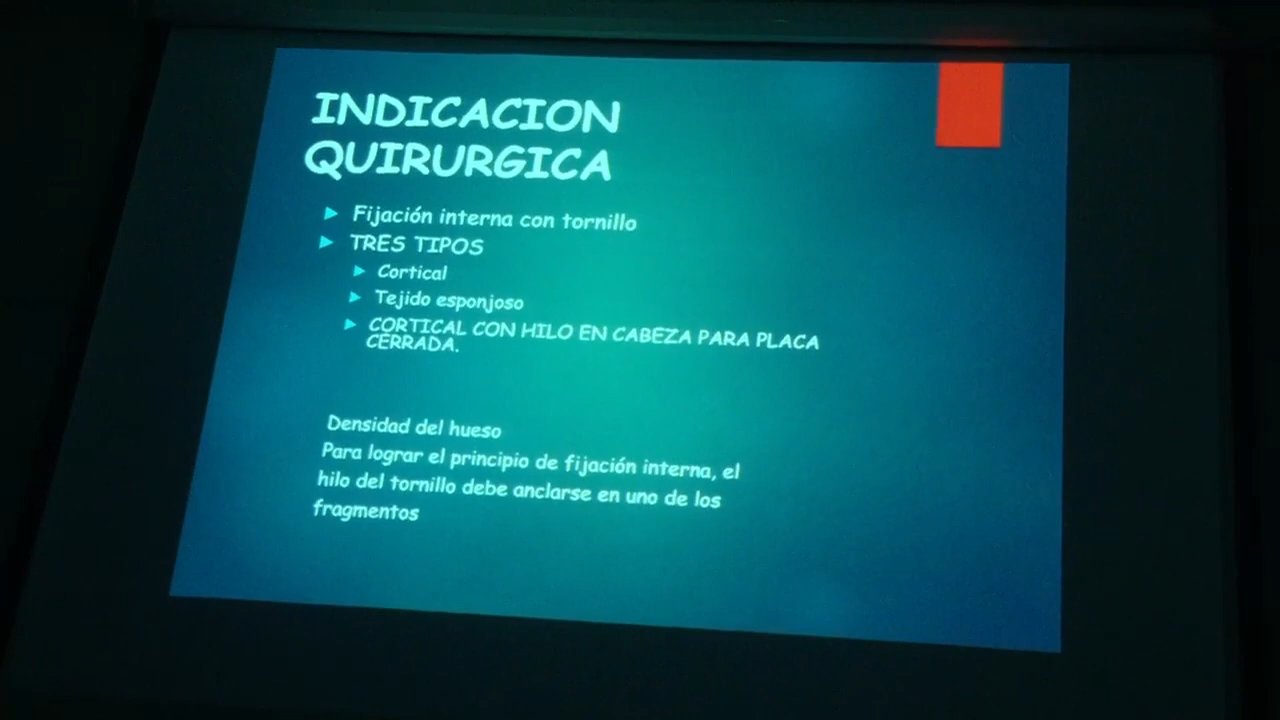 INDICACION
QUIRURGICA
Fijación interna con tornillo
TRES TIPOS
Cortical
Tejido esponjoso
CORTICAL CON HILO EN CABEZA PARA PLACA
CERRADA.
Densidad del hueso
Para lograr el principio de fijación interna, el
hilo del tornillo debe anclarse en uno de los
fragmentos